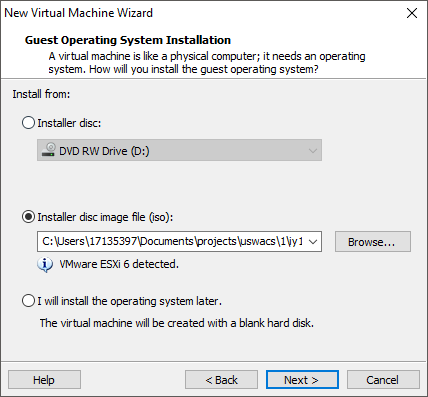 New Virtual Machine Wizard
Guest Operating System Installation
A virtual machine is like a physical computer; it needs an operating
system. How will you install the guest operating system?
Install from:
Installer disc:
DVD RW Drive (D:)
Installer disc image file (iso):
C:\Users\17135397\Documents\projects\uswacs\1\jy1
Browse...
VMware ESXi 6 detected.
I will install the operating system later.
The virtual machine will be created with a blank hard disk.
Help
< Back
Next >
Cancel